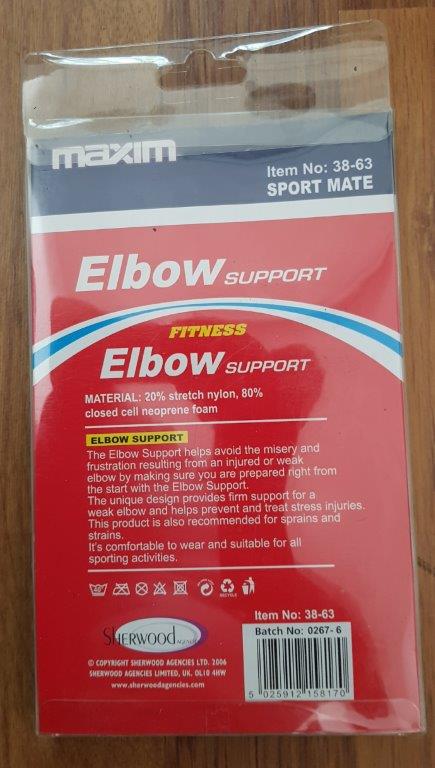 maxim
Item No: 38-63
SPORT MATE
Elbow SUPPORT
FITNESS
Elbow SUPPORT
MATERIAL: 20% stretch nylon, 80%
closed cell neoprene foam
ELBOW SUPPORT
The Elbow Support helps avoid the misery and
frustration resulting from an injured or weak
elbow by making sure you are prepared right from
the start with the Elbow Support.
The unique design provides firm support for a
weak elbow and helps prevent and treat stress injuries.
This product is also recommended for sprains and
strains.
It's comfortable to wear and suitable for all
sporting activities.
RECYCLE
Item No: 38-63
SHERWOOD AGENCIES
Batch No: 0267-6
© COPYRIGHT SHERWOOD AGENCIES LTD. 2006
SHERWOOD AGENCIES LIMITED, UK. OL10 4HW
www.sherwoodagencies.com
5 025912 158170